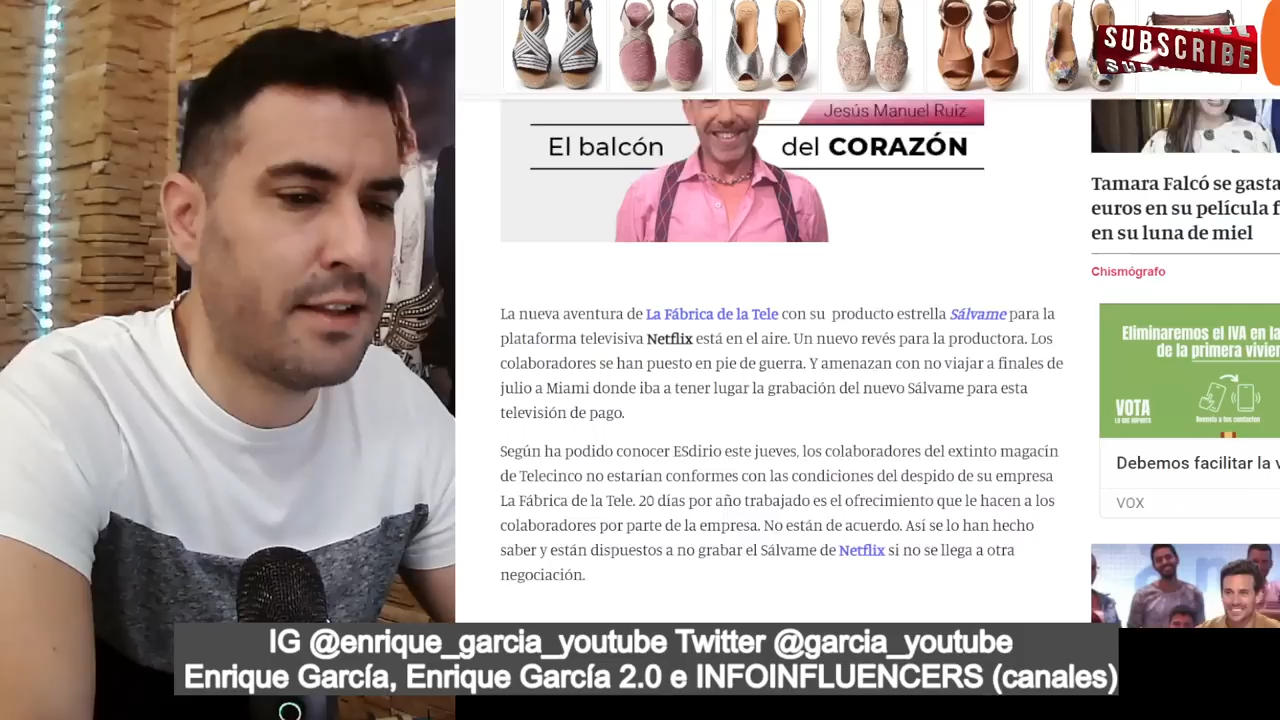 SUBSCRIBE
Jesús Manuel Ruiz
El balcón del CORAZÓN
La nueva aventura de La Fábrica de la Tele con su producto estrella Sálvame para la
plataforma televisiva Netflix está en el aire. Un nuevo revés para la productora. Los
colaboradores se han puesto en pie de guerra. Y amenazan con no viajar a finales de
julio a Miami donde iba a tener lugar la grabación del nuevo Sálvame para esta
televisión de pago.
Según ha podido conocer ESdirio este jueves, los colaboradores del extinto magacín
de Telecinco no estarían conformes con las condiciones del despido de su empresa
La Fábrica de la Tele. 20 días por año trabajado es el ofrecimiento que le hacen a los
colaboradores por parte de la empresa. No están de acuerdo. Así se lo han hecho
saber y están dispuestos a no grabar el Sálvame de Netflix si no se llega a otra
negociación.
Tamara Falcó se gasta
euros en su película f
en su luna de miel
Chismógrafo
Eliminaremos el IVA en la
de la primera vivien
VOTA
LO QUE IMPORTA
Reenvía a tus contactos
Debemos facilitar la v
VOX
IG @enrique_garcia_youtube Twitter @garcia_youtube
Enrique García, Enrique García 2.0 e INFOINFLUENCERS (canales)